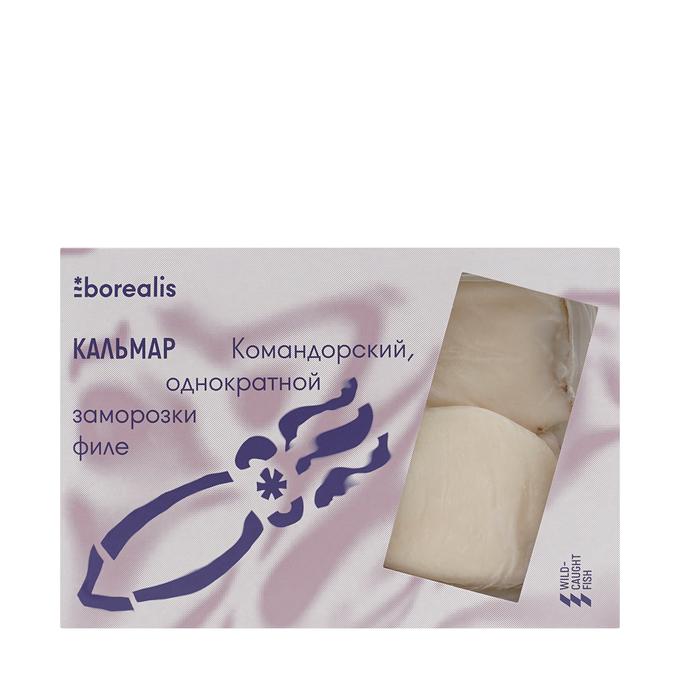 borealis
КАЛЬМАР Командорский,
однократной
заморозки
филе
WILD-
CAUGHT
FISH